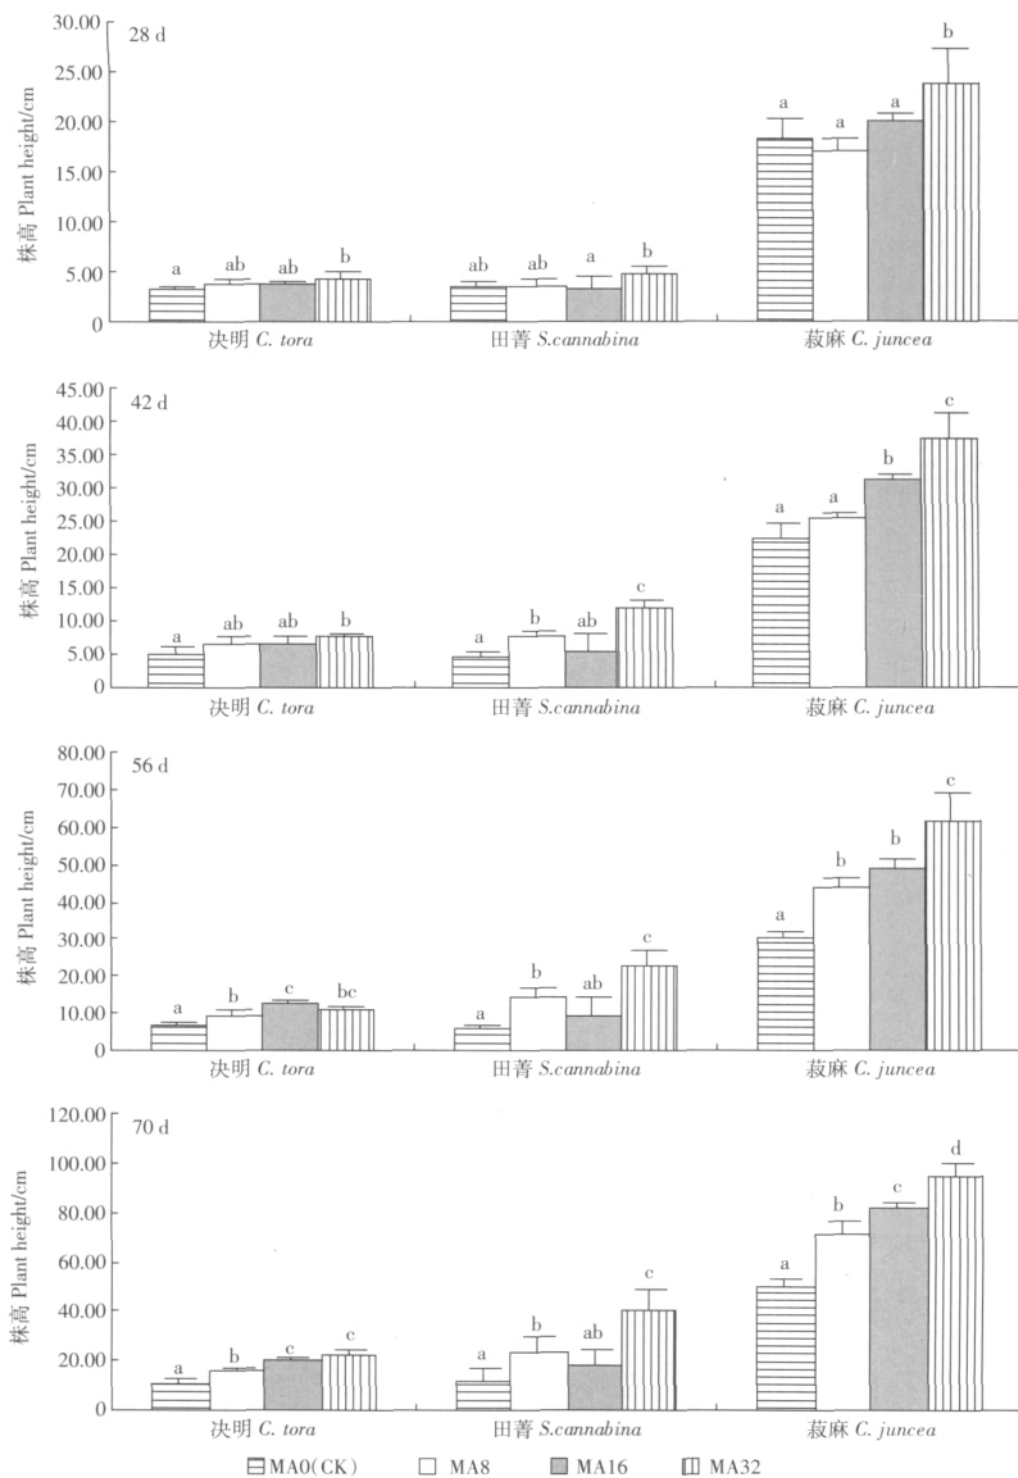 30.00
28 d
b
25.00
a
a
a
20.00
15.00
10.00
a ab ab b
ab ab a b
5.00
0
株高 Plant height/cm
决明 C. tora 田菁 S.cannabina 菽麻 C. juncea
45.00
42 d
c
40.00
35.00
b
30.00
a
a
25.00
20.00
15.00
c
10.00
a ab ab b
a b ab
5.00
0
株高 Plant height/cm
决明 C. tora 田菁 S.cannabina 菽麻 C. juncea
80.00
56 d
70.00
c
60.00
b
b
50.00
40.00
a
30.00
c
20.00
b ab
a b c bc
a
10.00
0
株高 Plant height/cm
决明 C. tora 田菁 S.cannabina 菽麻 C. juncea
120.00
70 d
d
100.00
c
b
80.00
60.00
a
c
40.00
b ab
a b c c
a
20.00
0
株高 Plant height/cm
决明 C. tora 田菁 S.cannabina 菽麻 C. juncea
MA0(CK) MA8 MA16 MA32